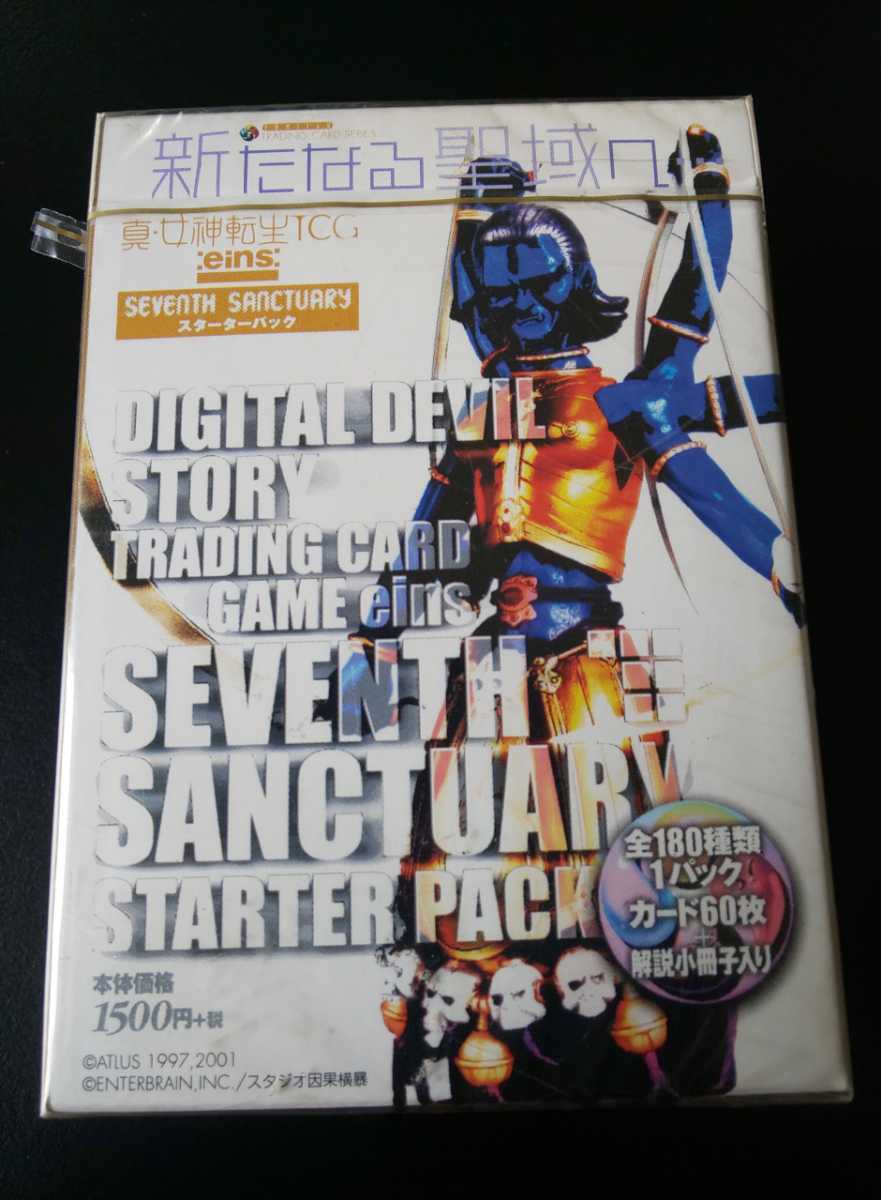 TRADING CARD SERIES
新たなる聖域へ…
真・女神転生TCG
:eins:
SEVENTH SANCTUARY
スターターパック
DIGITAL DEVIL
STORY
TRADING CARD
GAME eins
SEVENTH
SANCTUARY
STARTER PACK
全180種類
1パック
カード60枚
+
解説小冊子入り
本体価格
1500円+税
©ATLUS 1997,2001
©ENTERBRAIN,INC./スタジオ因果横暴